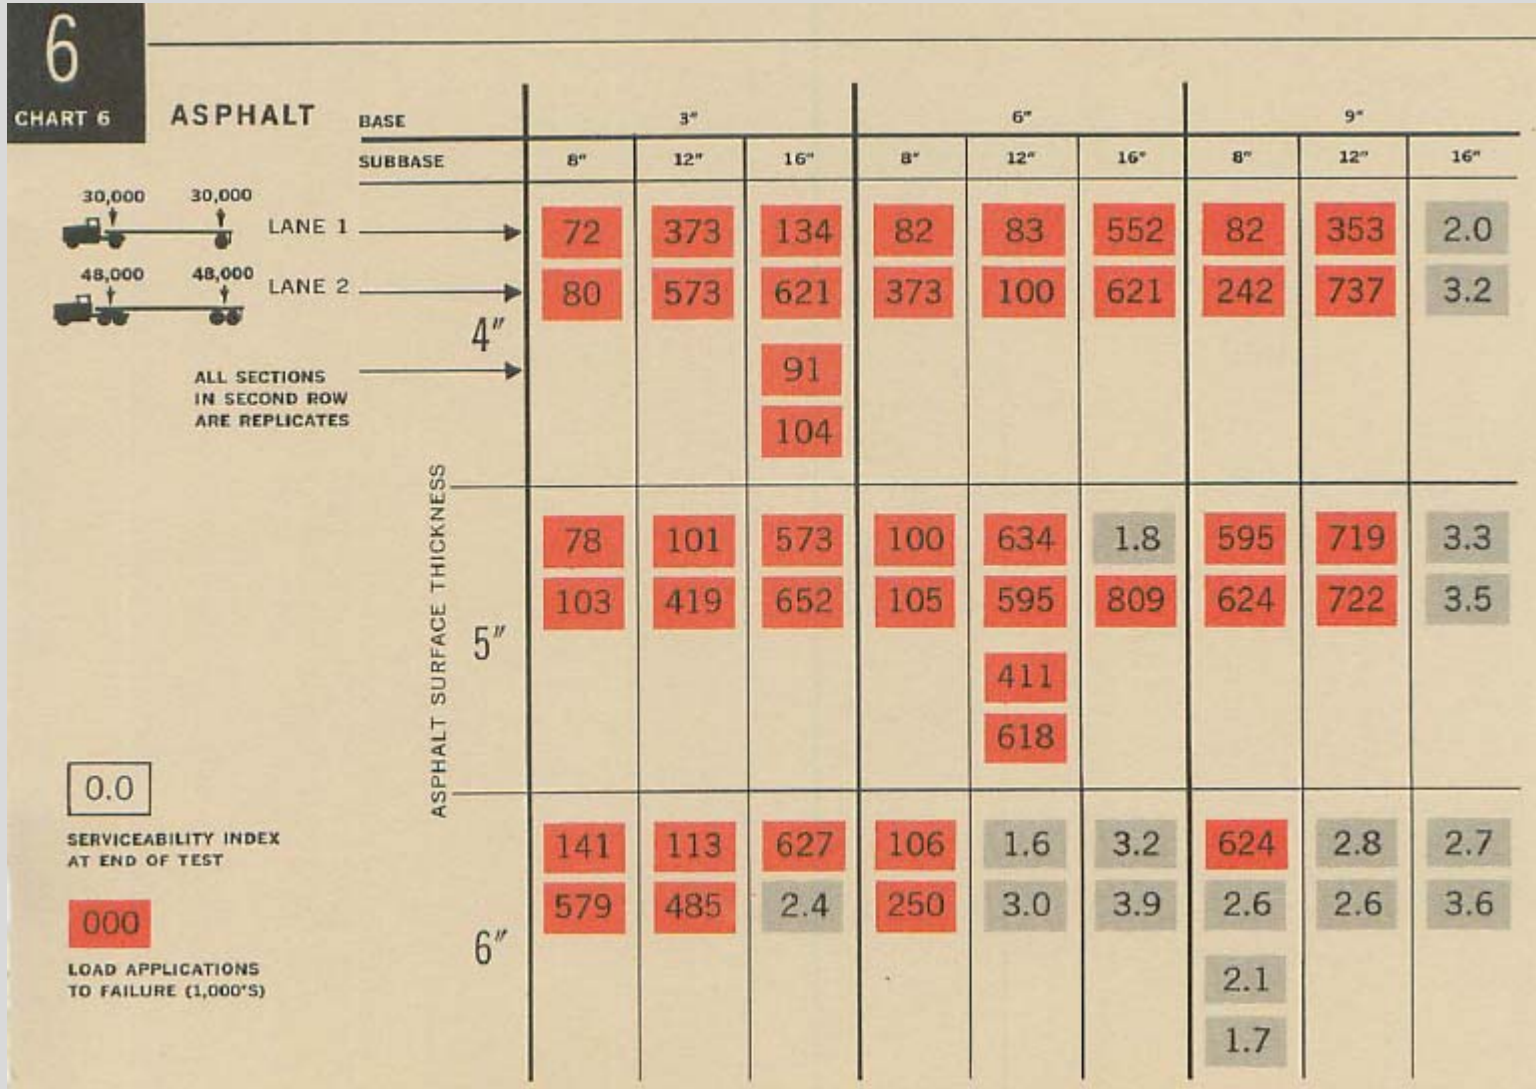 6
CHART 6
ASPHALT
BASE 3" 6" 9"
SUBBASE 8" 12" 16" 8" 12" 16" 8" 12" 16"
30,000 30,000
LANE 1 72 373 134 82 83 552 82 353 2.0
48,000 48,000
LANE 2 80 573 621 373 100 621 242 737 3.2
4"
ALL SECTIONS
IN SECOND ROW
ARE REPLICATES
91
104
ASPHALT SURFACE THICKNESS
78 101 573 100 634 1.8 595 719 3.3
103 419 652 105 595 809 624 722 3.5
5"
411
618
0.0
SERVICEABILITY INDEX
AT END OF TEST
141 113 627 106 1.6 3.2 624 2.8 2.7
579 485 2.4 250 3.0 3.9 2.6 2.6 3.6
6"
000
LOAD APPLICATIONS
TO FAILURE (1,000'S)
2.1
1.7